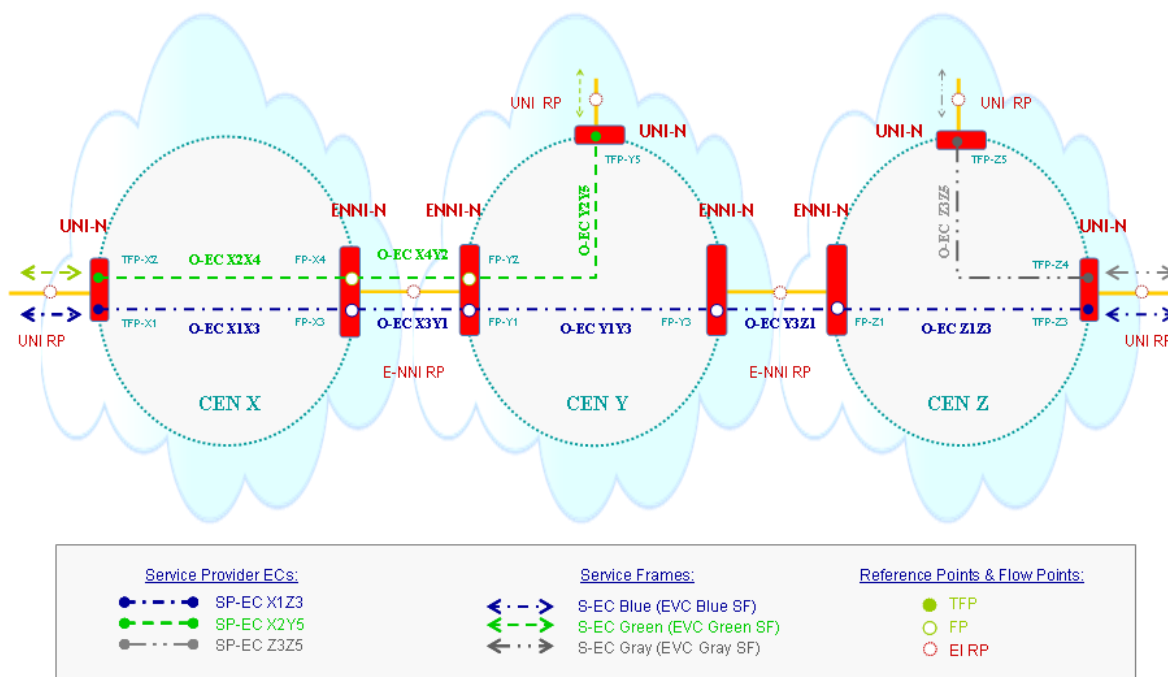 UNI RP
UNI RP
UNI-N
UNI-N
TFP-Y5
TFP-Z5
O-EC Y2Y5
O-EC Z3Z5
UNI-N
ENNI-N
ENNI-N
ENNI-N
ENNI-N
UNI-N
TFP-X2
O-EC X2X4
FP-X4
O-EC X4Y2
FP-Y2
TFP-Z4
TFP-X1
O-EC X1X3
FP-X3
O-EC X3Y1
FP-Y1
O-EC Y1Y3
FP-Y3
O-EC Y3Z1
FP-Z1
O-EC Z1Z3
TFP-Z3
UNI RP
E-NNI RP
E-NNI RP
UNI RP
CEN X
CEN Y
CEN Z
Service Provider ECs:
SP-EC X1Z3
SP-EC X2Y5
SP-EC Z3Z5
Service Frames:
S-EC Blue (EVC Blue SF)
S-EC Green (EVC Green SF)
S-EC Gray (EVC Gray SF)
Reference Points & Flow Points:
TFP
FP
EI RP